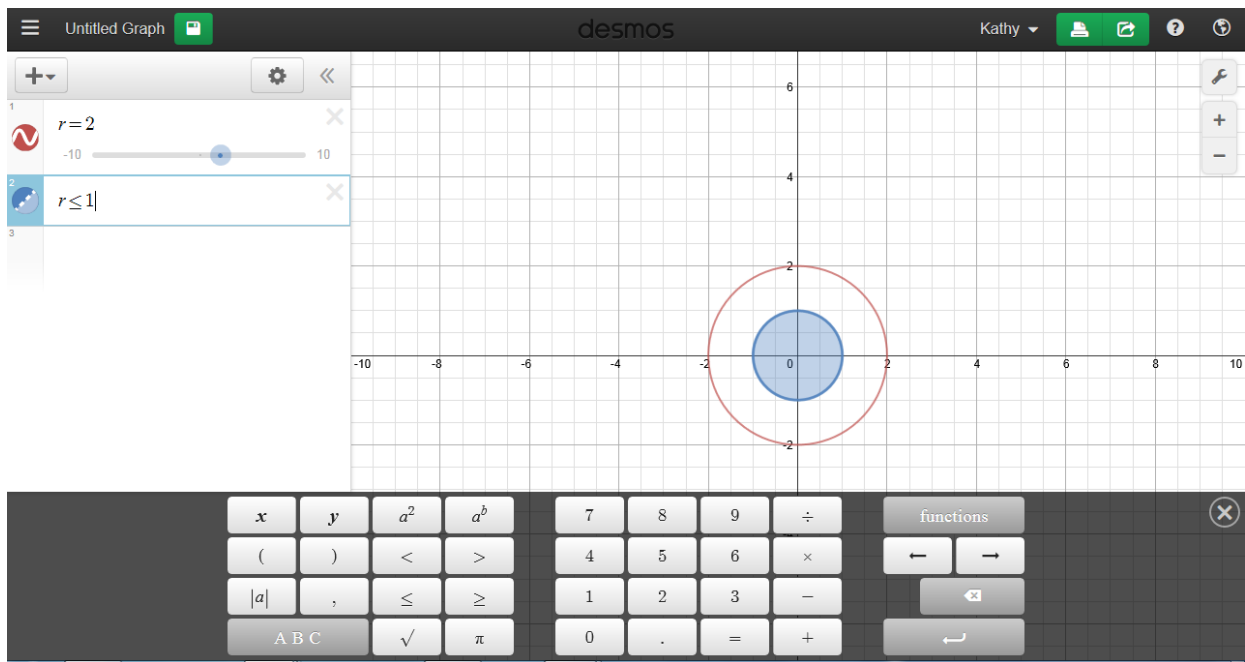 Untitled Graph
desmos
Kathy
1
r=2
-10
10
2
r≤1
3
6
4
2
-10
-8
-6
-4
-2
0
2
4
6
8
10
-2
x y a² aᵇ 7 8 9 ÷ functions
( ) < > 4 5 6 × ← →
|a| , ≤ ≥ 1 2 3 −
A B C √ π 0 . = +